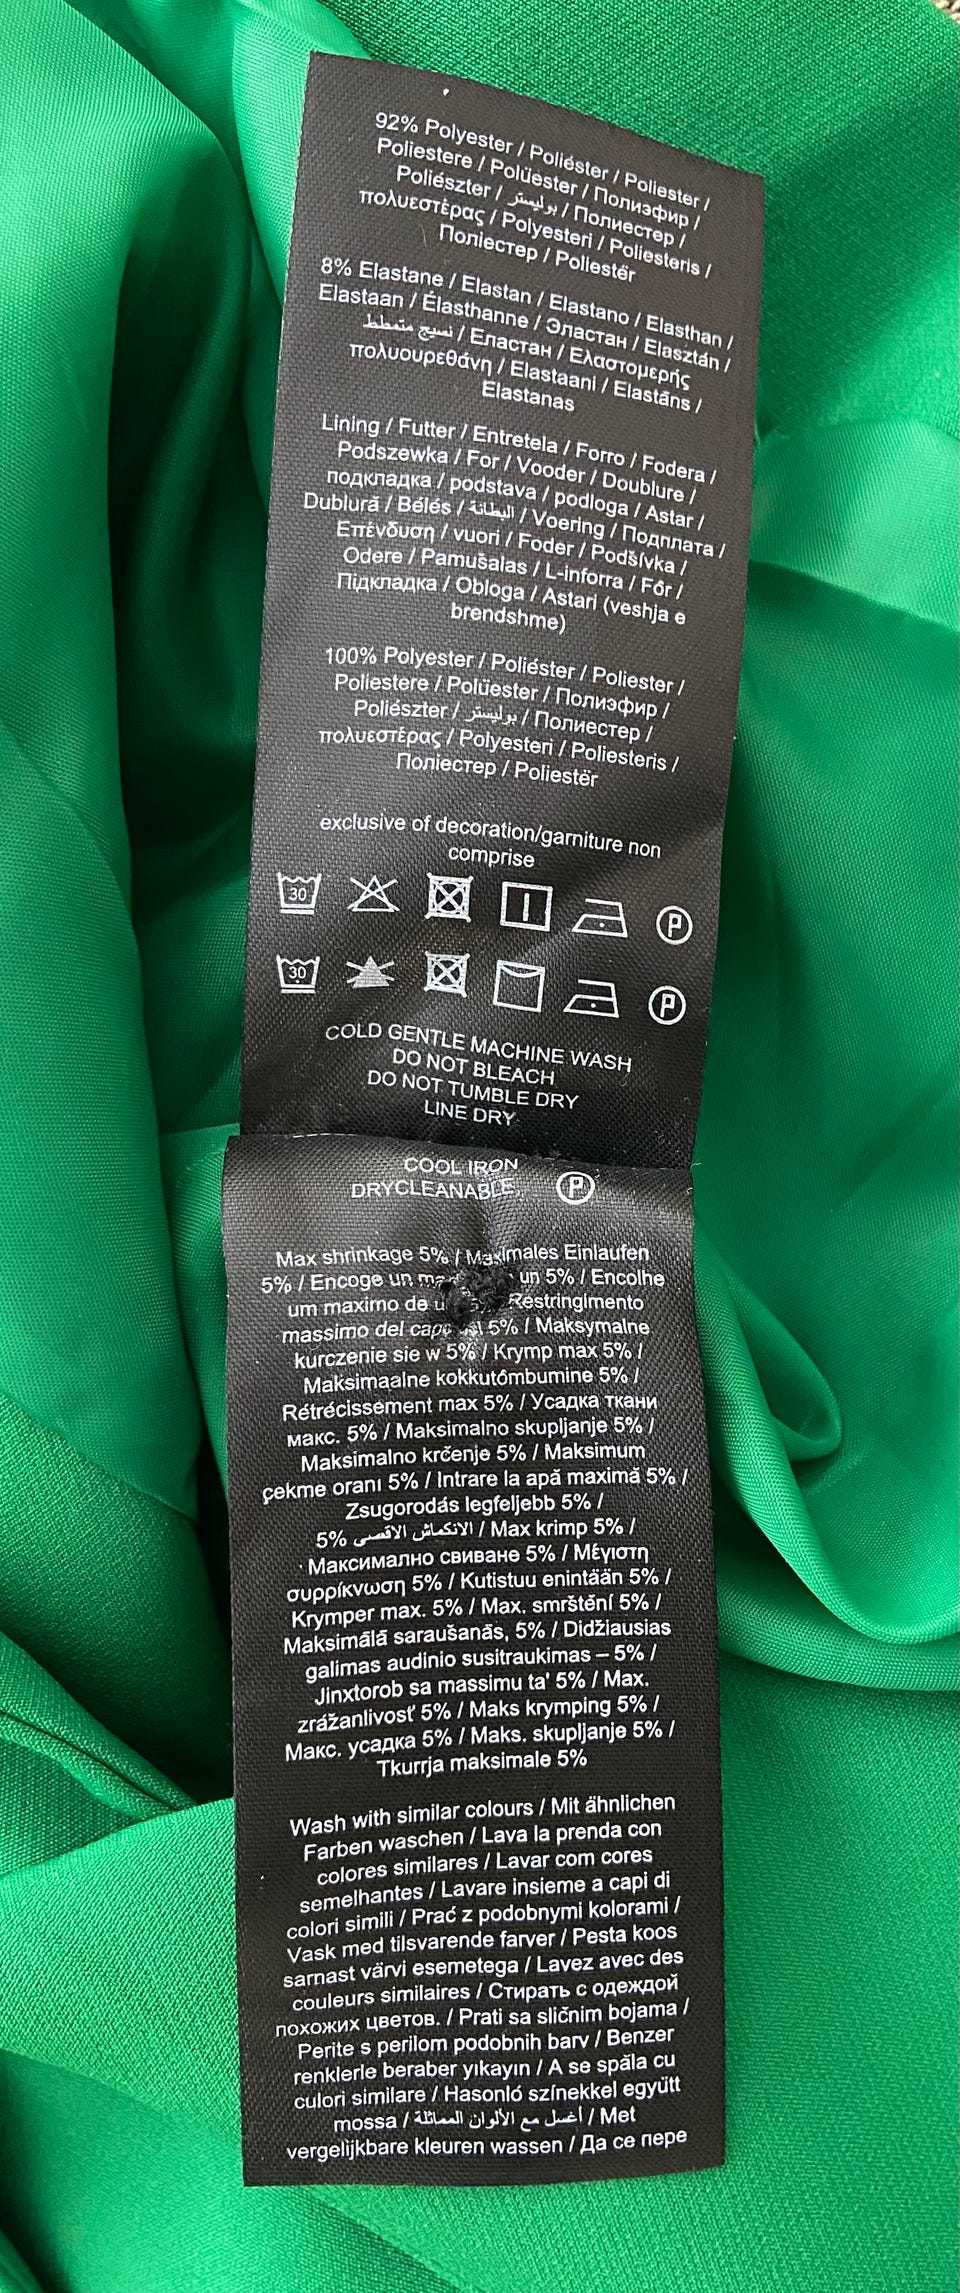 92% Polyester / Poliéster / Poliester /
Poliestere / Polüester / Полиэфир /
Poliészter / بوليستر / Полиестер /
πολυεστέρας / Polyesteri / Poliesteris /
Поліестер / Poliestër
8% Elastane / Elastan / Elastano / Elasthan /
Elastaan / Élasthanne / Эластан / Elasztán /
نسيج متمطط / Еластан / Ελαστομερής
πολυουρεθάνη / Elastaani / Elastāns /
Elastanas
Lining / Futter / Entretela / Forro / Fodera /
Podszewka / For / Vooder / Doublure /
подкладка / podstava / podloga / Astar /
Dublură / Bélés / البطانة / Voering / Подплата /
Επένδυση / vuori / Foder / Podšívka /
Odere / Pamušalas / L-inforra / Fôr /
Підкладка / Obloga / Astari (veshja e
brendshme)
100% Polyester / Poliéster / Poliester /
Poliestere / Polüester / Полиэфир /
Poliészter / بوليستر / Полиестер /
πολυεστέρας / Polyesteri / Poliesteris /
Поліестер / Poliestër
exclusive of decoration/garniture non
comprise
30 P
30 P
COLD GENTLE MACHINE WASH
DO NOT BLEACH
DO NOT TUMBLE DRY
LINE DRY
COOL IRON
DRYCLEANABLE P
Max shrinkage 5% / Maximales Einlaufen
5% / Encoge un un 5% / Encolhe
um maximo de Restringimento
massimo del 5% / Maksymalne
kurczenie sie w 5% / Krymp max 5% /
Maksimaalne kokkutõmbumine 5% /
Rétrécissement max 5% / Усадка ткани
макс. 5% / Maksimalno skupljanje 5% /
Maksimalno krčenje 5% / Maksimum
çekme oranı 5% / Intrare la apă maximă 5% /
Zsugorodás legfeljebb 5% /
الانكماش الاقصى 5% / Max krimp 5% /
Максимално свиване 5% / Μέγιστη
συρρίκνωση 5% / Kutistuu enintään 5% /
Krymper max. 5% / Max. smrštění 5% /
Maksimālā saraušanās, 5% / Didžiausias
galimas audinio susitraukimas – 5% /
Jinxtorob sa massimu ta' 5% / Max.
zrážanlivosť 5% / Maks krymping 5% /
Макс. усадка 5% / Maks. skupljanje 5% /
Tkurrja maksimale 5%
Wash with similar colours / Mit ähnlichen
Farben waschen / Lava la prenda con
colores similares / Lavar com cores
semelhantes / Lavare insieme a capi di
colori simili / Prać z podobnymi kolorami /
Vask med tilsvarende farver / Pesta koos
sarnast värvi esemetega / Lavez avec des
couleurs similaires / Стирать с одеждой
похожих цветов. / Prati sa sličnim bojama /
Perite s perilom podobnih barv / Benzer
renklerle beraber yıkayın / A se spăla cu
culori similare / Hasonló színekkel együtt
mossa / أغسل مع الألوان المماثلة / Met
vergelijkbare kleuren wassen / Да се пере